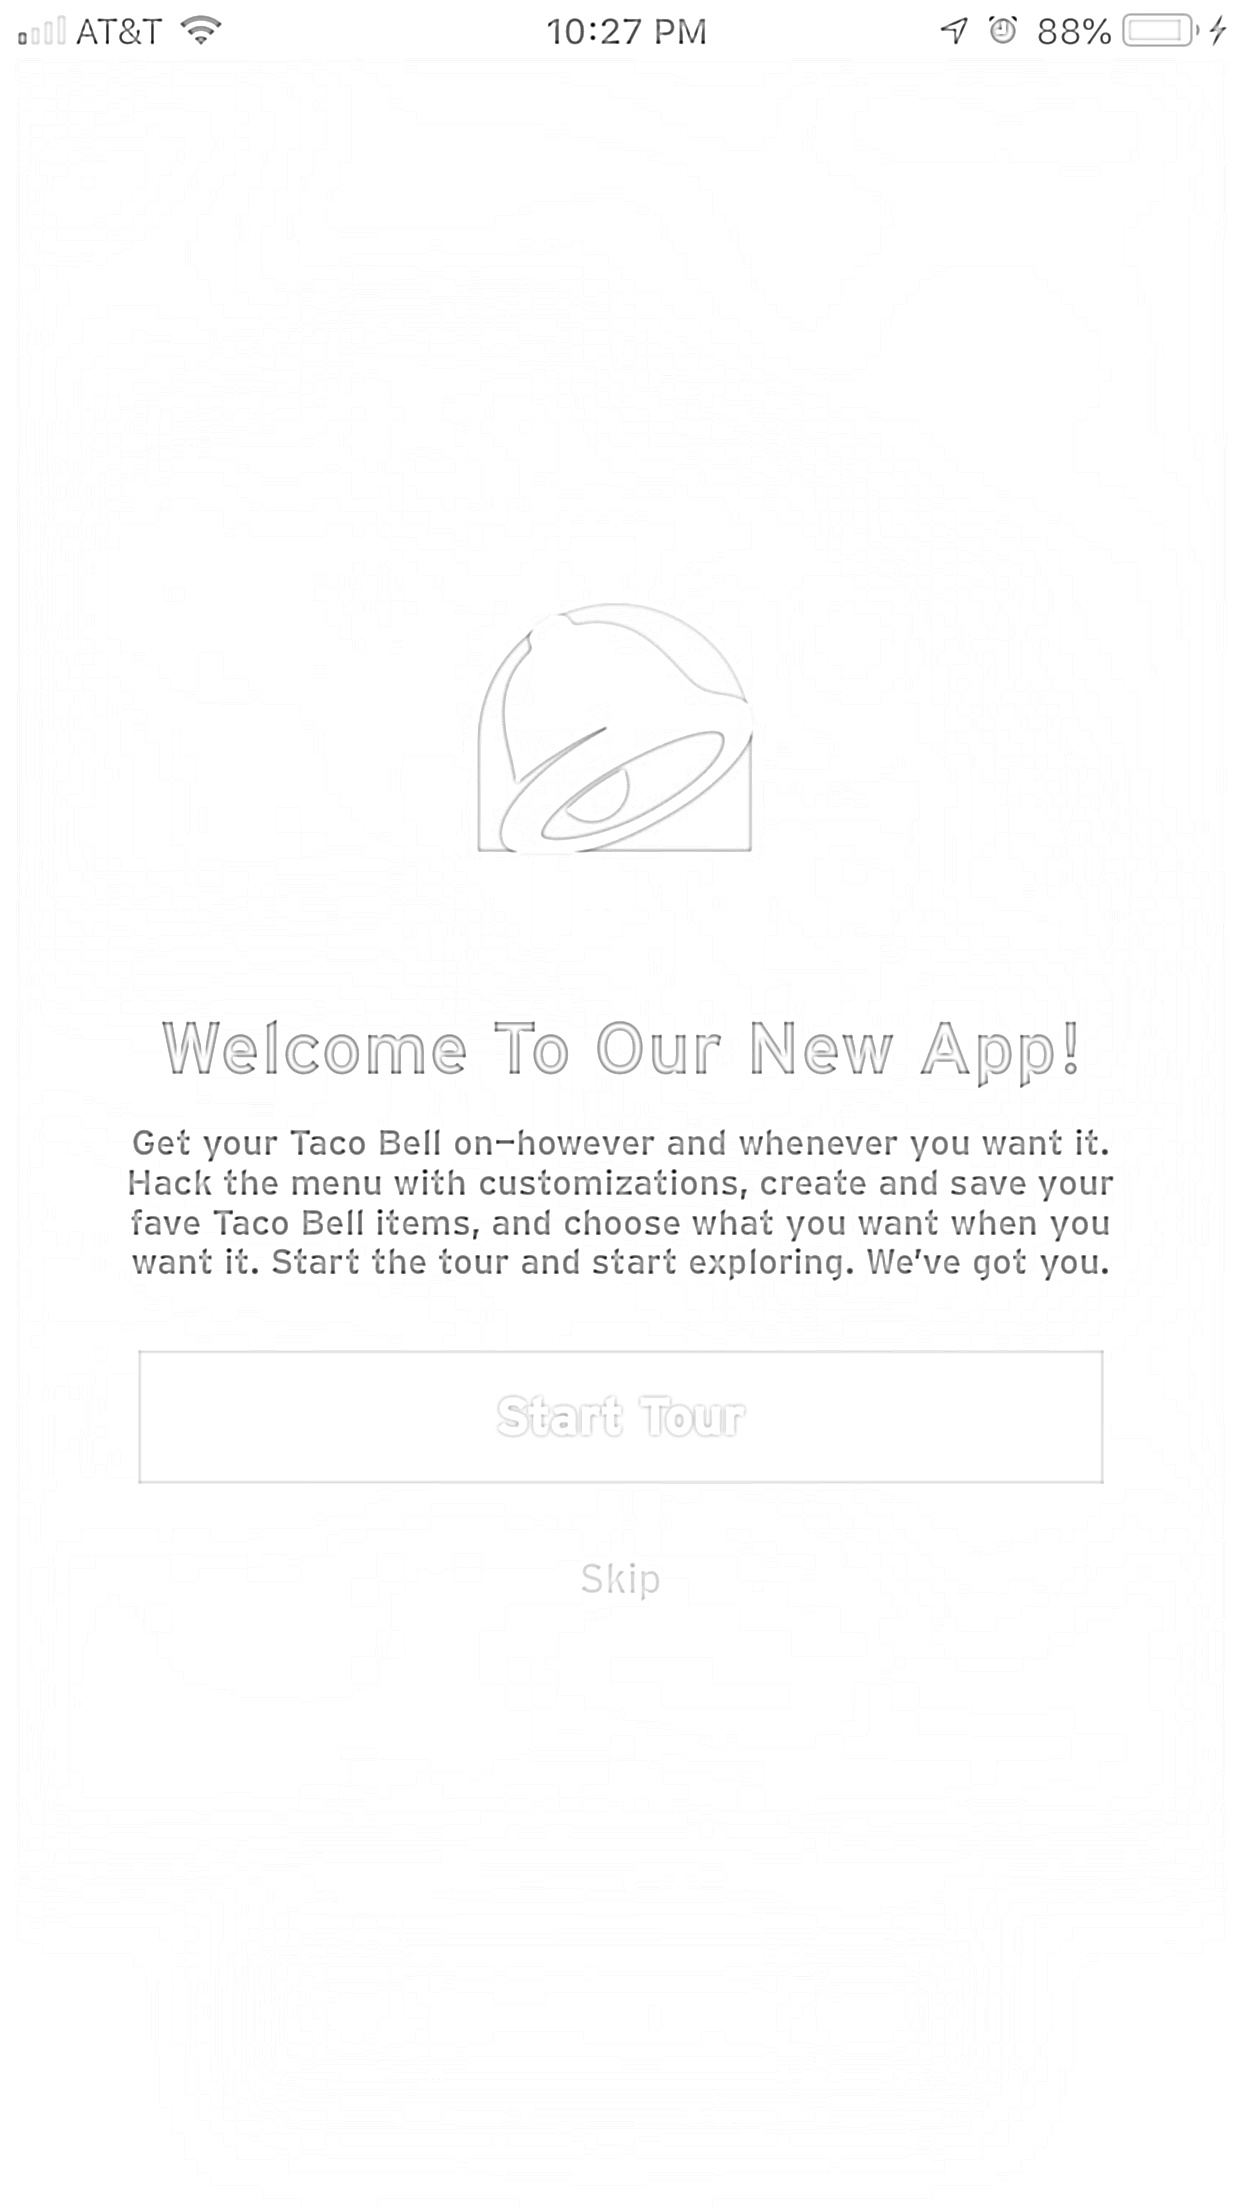 AT&T 10:27 PM 88%
Welcome To Our New App!
Get your Taco Bell on—however and whenever you want it.
Hack the menu with customizations, create and save your
fave Taco Bell items, and choose what you want when you
want it. Start the tour and start exploring. We've got you.
Start Tour
Skip